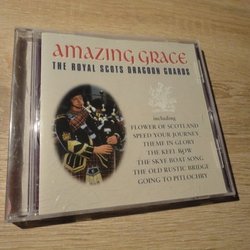 AMAZING GRACE
THE ROYAL SCOTS DRAGOON GUARDS
including
FLOWER OF SCOTLAND
SPEED YOUR JOURNEY
THEME IN GLORY
THE KEEL ROW
THE SKYE BOAT SONG
THE OLD RUSTIC BRIDGE
GOING TO PITLOCHRY